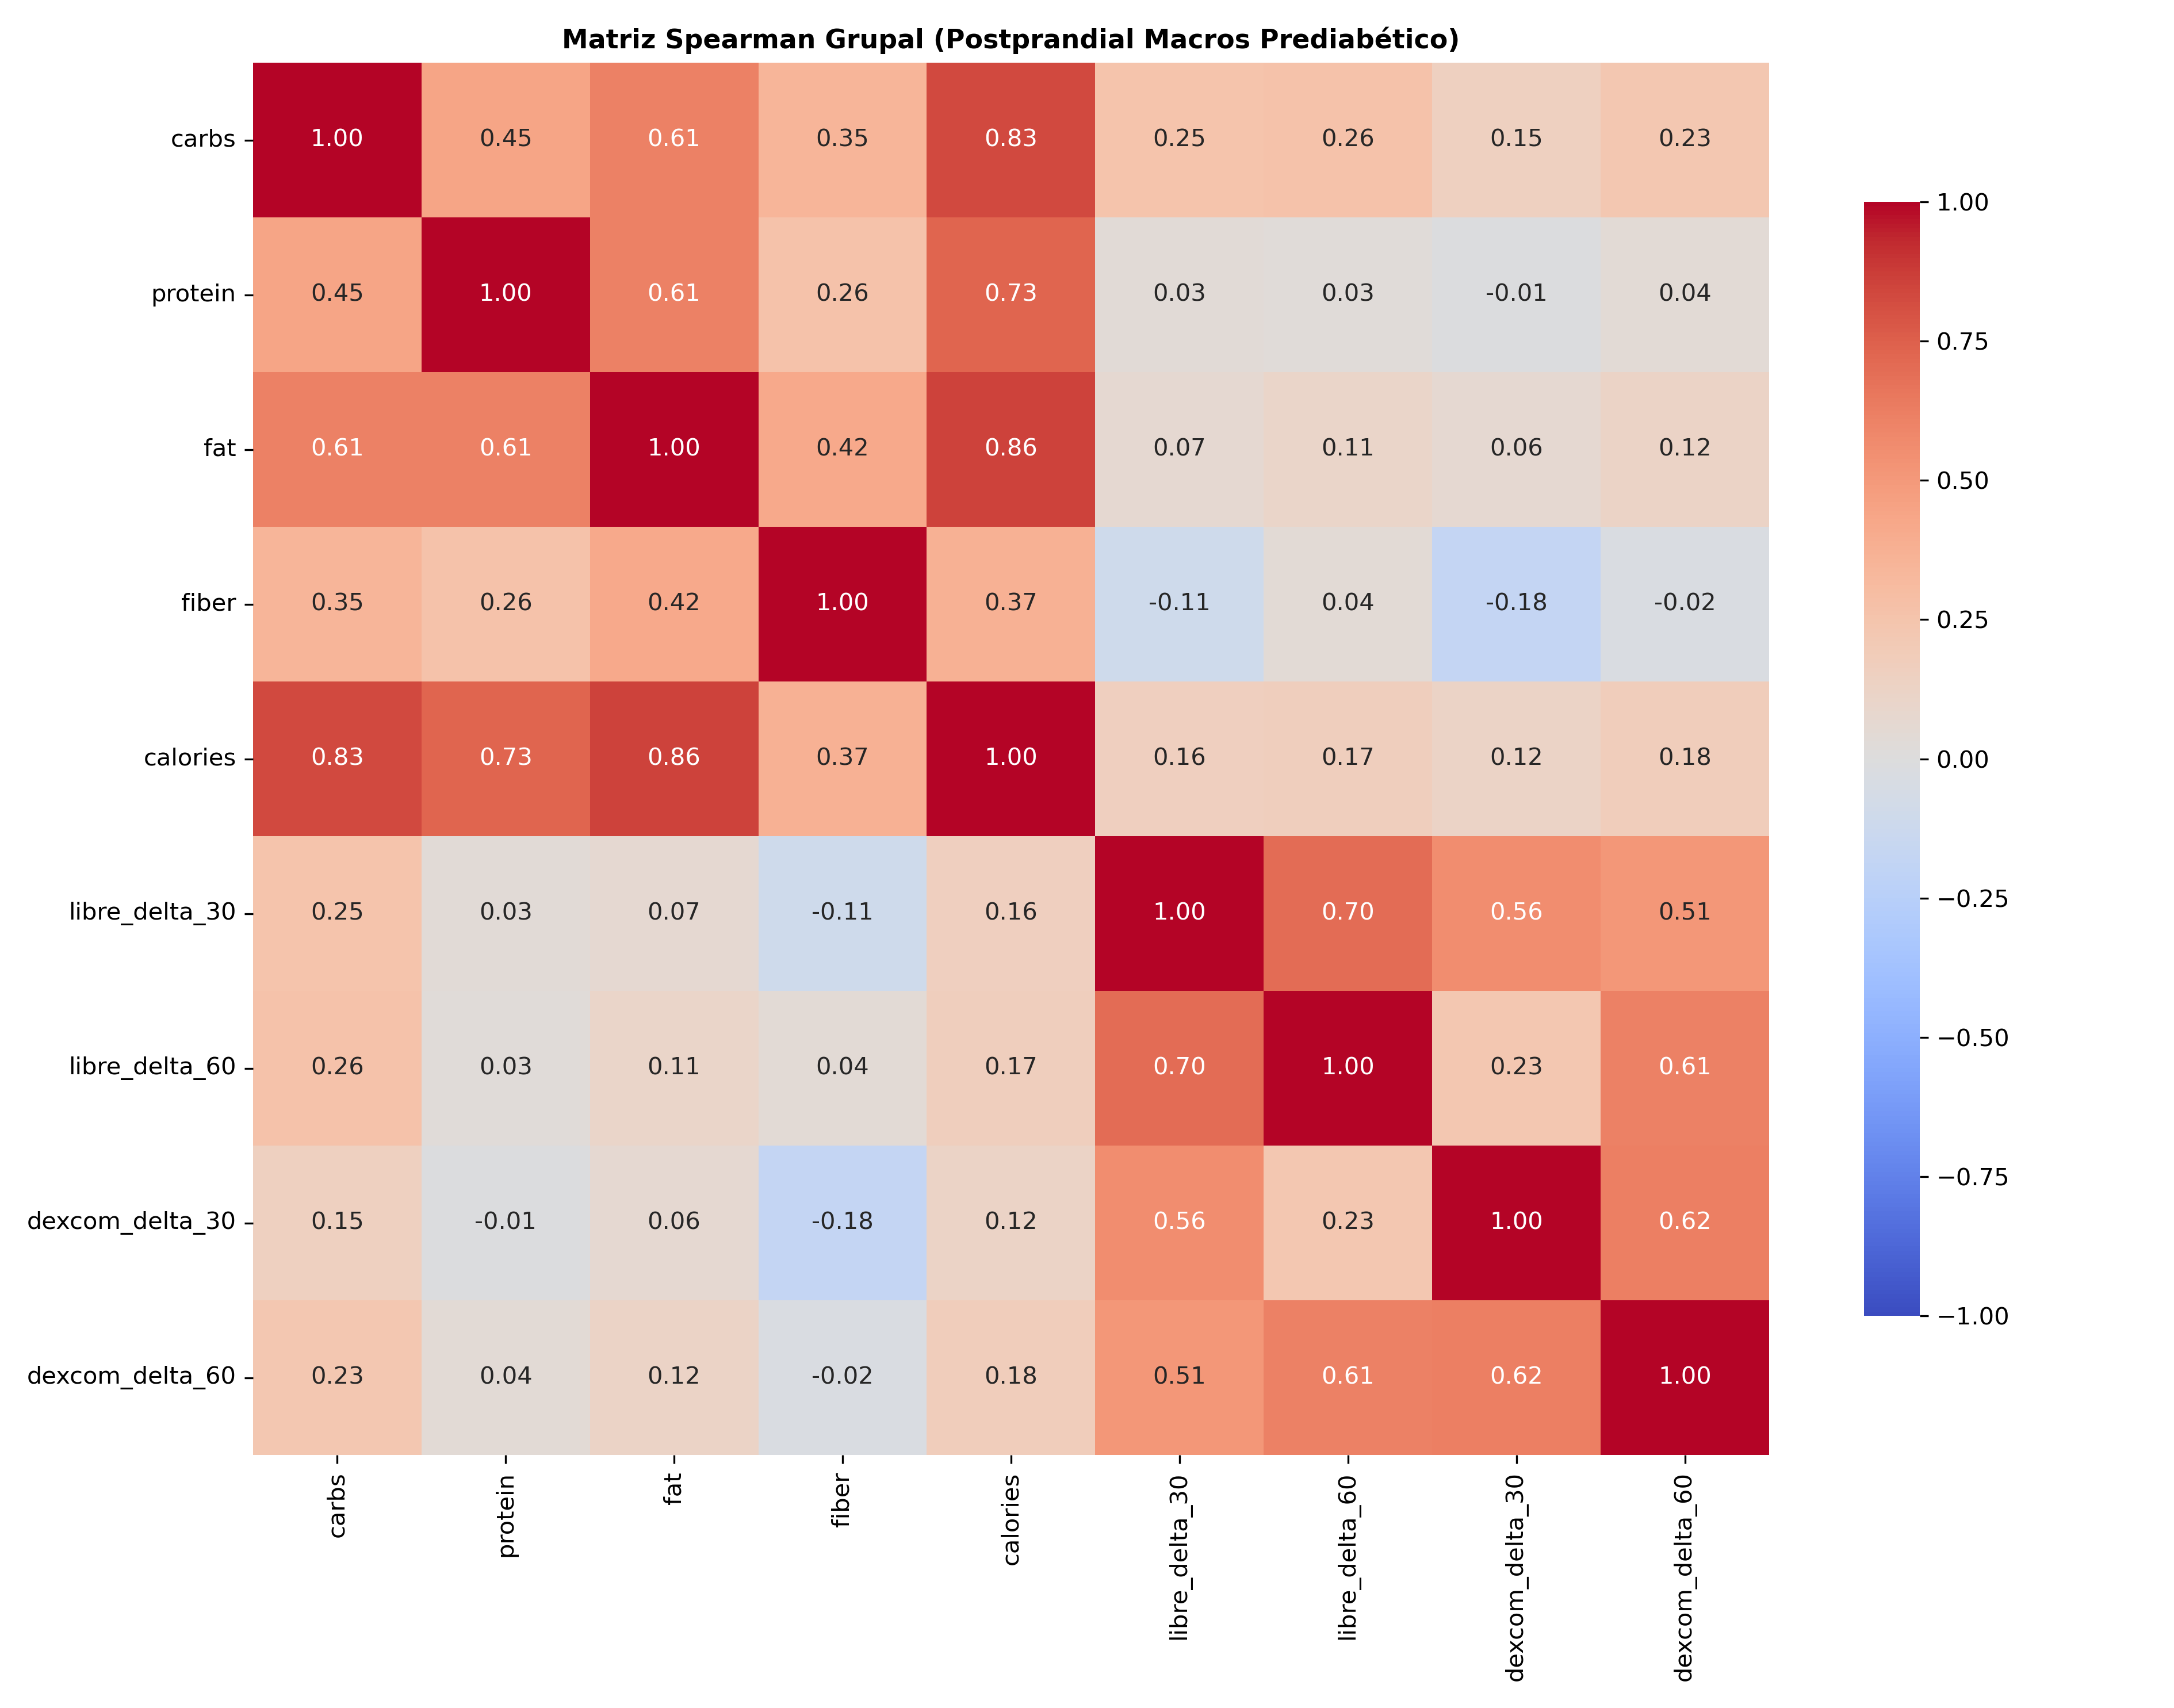 Matriz Spearman Grupal (Postprandial Macros Prediabético)
carbs 1.00 0.45 0.61 0.35 0.83 0.25 0.26 0.15 0.23
protein 0.45 1.00 0.61 0.26 0.73 0.03 0.03 -0.01 0.04
fat 0.61 0.61 1.00 0.42 0.86 0.07 0.11 0.06 0.12
fiber 0.35 0.26 0.42 1.00 0.37 -0.11 0.04 -0.18 -0.02
calories 0.83 0.73 0.86 0.37 1.00 0.16 0.17 0.12 0.18
libre_delta_30 0.25 0.03 0.07 -0.11 0.16 1.00 0.70 0.56 0.51
libre_delta_60 0.26 0.03 0.11 0.04 0.17 0.70 1.00 0.23 0.61
dexcom_delta_30 0.15 -0.01 0.06 -0.18 0.12 0.56 0.23 1.00 0.62
dexcom_delta_60 0.23 0.04 0.12 -0.02 0.18 0.51 0.61 0.62 1.00
carbs protein fat fiber calories libre_delta_30 libre_delta_60 dexcom_delta_30 dexcom_delta_60
1.00
0.75
0.50
0.25
0.00
−0.25
−0.50
−0.75
−1.00